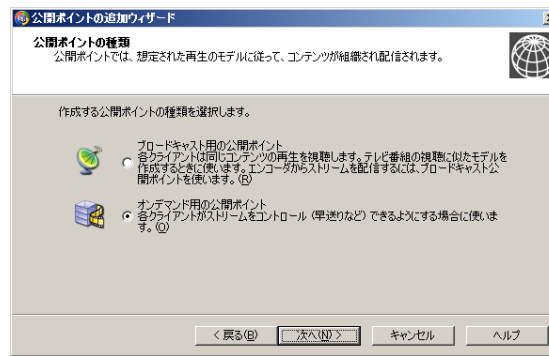 公開ポイントの追加ウィザード
公開ポイントの種類
公開ポイントでは、想定された再生のモデルに従って、コンテンツが組織され配信されます。
作成する公開ポイントの種類を選択します。
ブロードキャスト用の公開ポイント
各クライアントは同じコンテンツの再生を視聴します。テレビ番組の視聴に似たモデルを
作成するときに使います。エンコーダからストリームを配信するには、ブロードキャスト公
開ポイントを使います。(R)
オンデマンド用の公開ポイント
各クライアントがストリームをコントロール (早送りなど) できるようにする場合に使いま
す。(O)
< 戻る(B)
次へ(N) >
キャンセル
ヘルプ